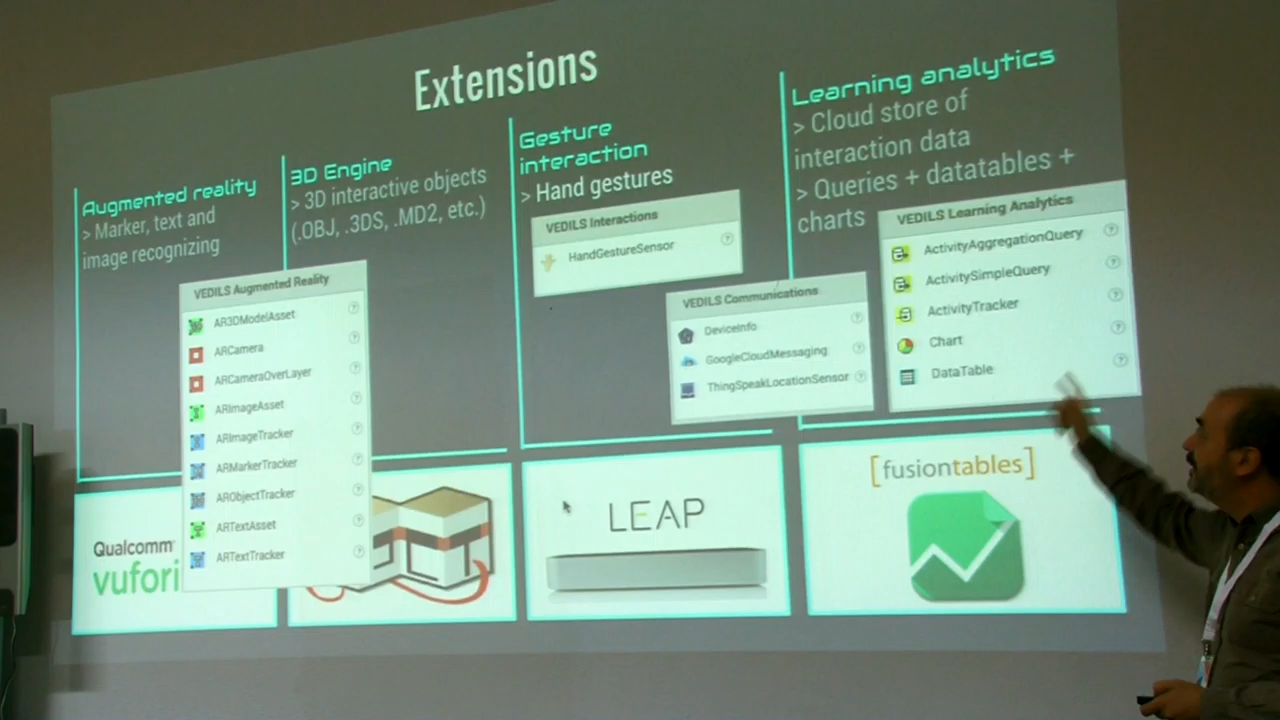 Extensions
Augmented reality
> Marker, text and
image recognizing
3D Engine
> 3D interactive objects
(.OBJ, .3DS, .MD2, etc.)
Gesture
interaction
> Hand gestures
Learning analytics
> Cloud store of
interaction data
> Queries + datatables +
charts
VEDILS Augmented Reality
AR3DModelAsset
ARCamera
ARCameraOverLayer
ARImageAsset
ARImageTracker
ARMarkerTracker
ARObjectTracker
ARTextAsset
ARTextTracker
VEDILS Interactions
HandGestureSensor
VEDILS Communications
DeviceInfo
GoogleCloudMessaging
ThingSpeakLocationSensor
VEDILS Learning Analytics
ActivityAggregationQuery
ActivitySimpleQuery
ActivityTracker
Chart
DataTable
Qualcomm
vufori
LEAP
[fusiontables]